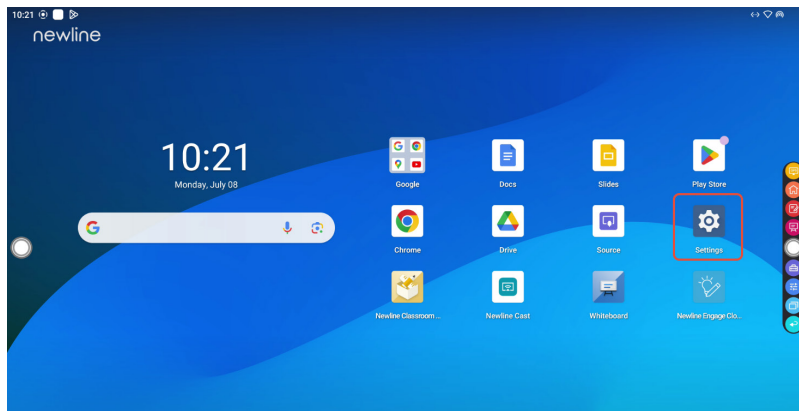 10:21
newline
10:21
Monday, July 08
Google
Docs
Slides
Play Store
Chrome
Drive
Source
Settings
Newline Classroom ...
Newline Cast
Whiteboard
Newline Engage Clo...